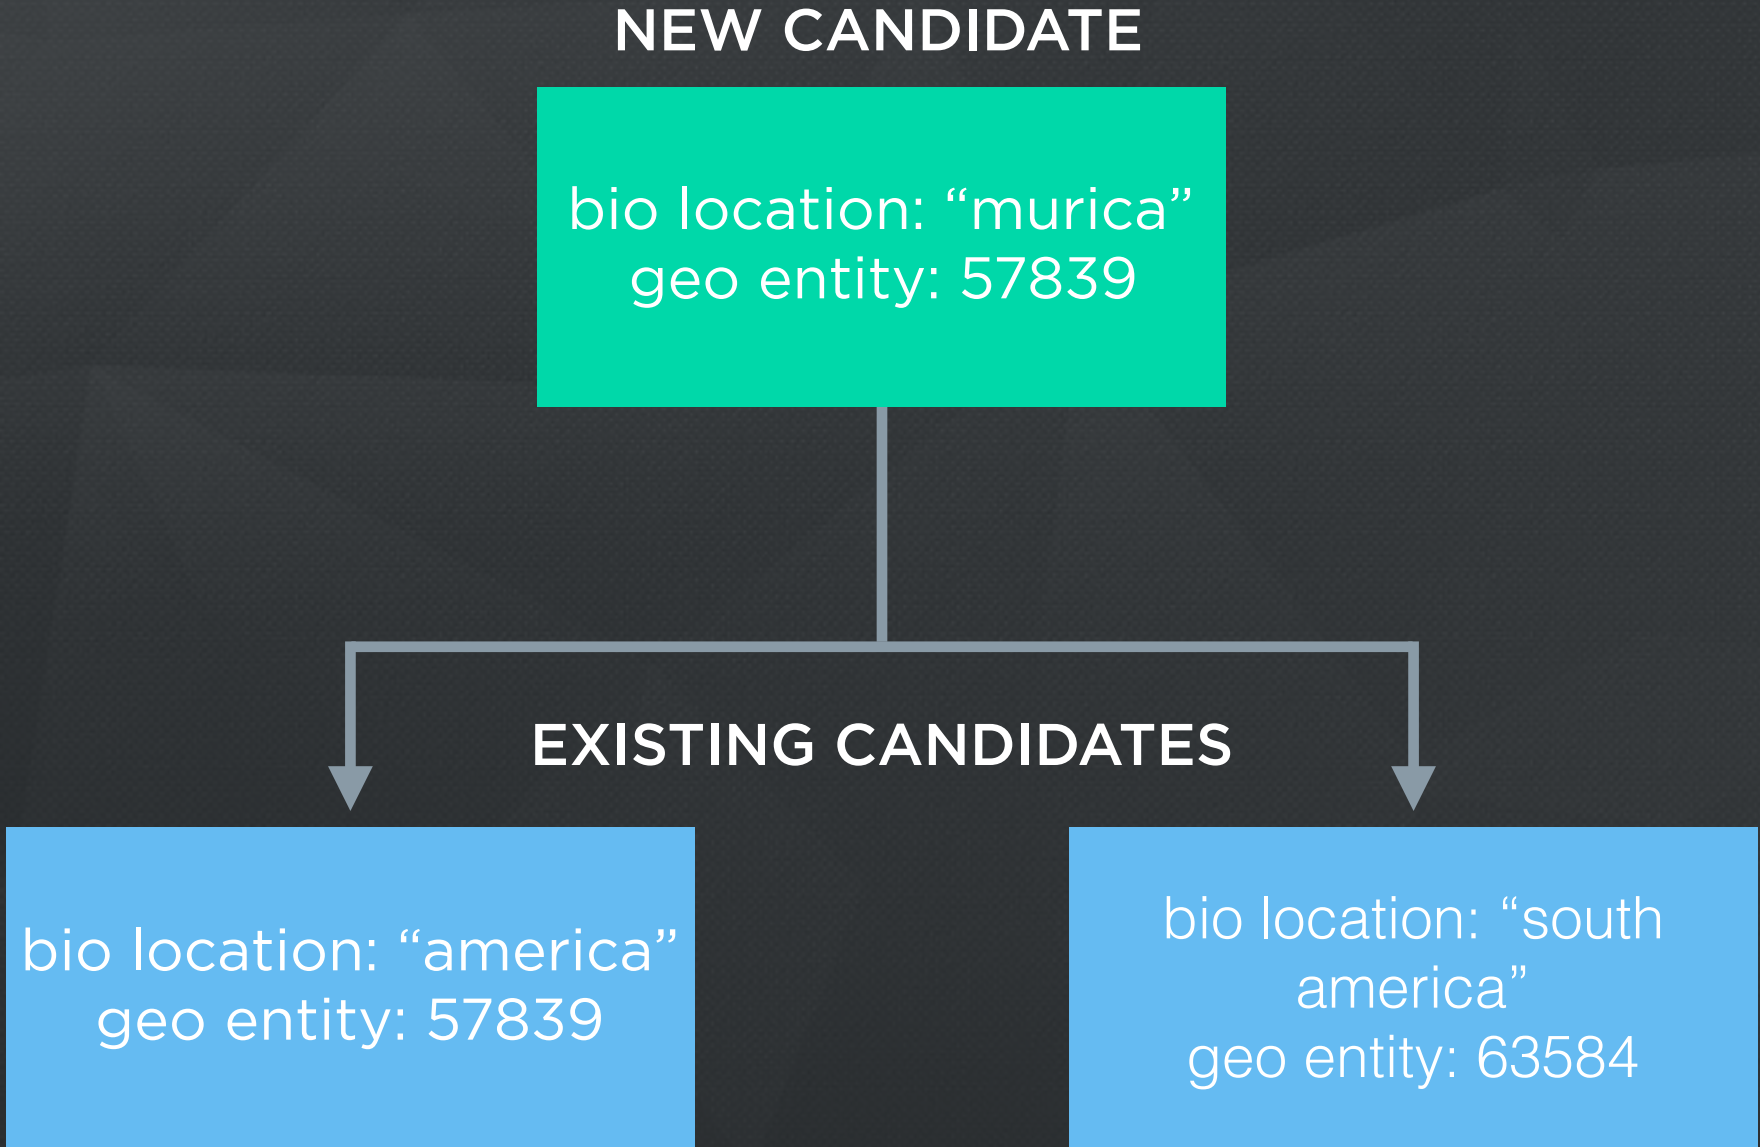 NEW CANDIDATE
bio location: “murica”
geo entity: 57839
EXISTING CANDIDATES
bio location: “america”
geo entity: 57839
bio location: “south
america”
geo entity: 63584